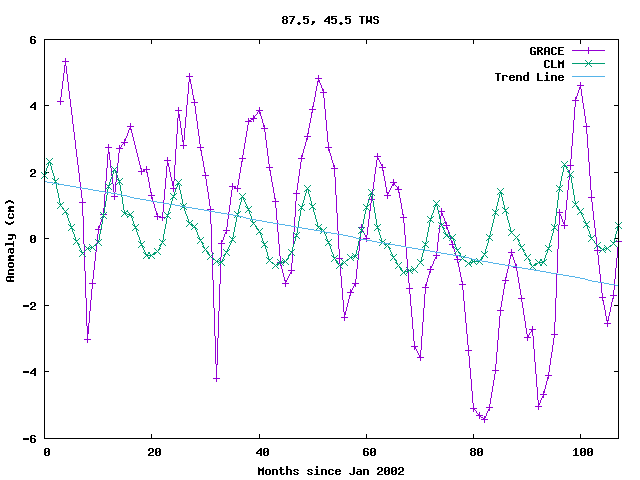 87.5, 45.5 TWS
GRACE
CLM
Trend Line
6
4
2
0
-2
-4
-6
Anomaly (cm)
0 20 40 60 80 100
Months since Jan 2002